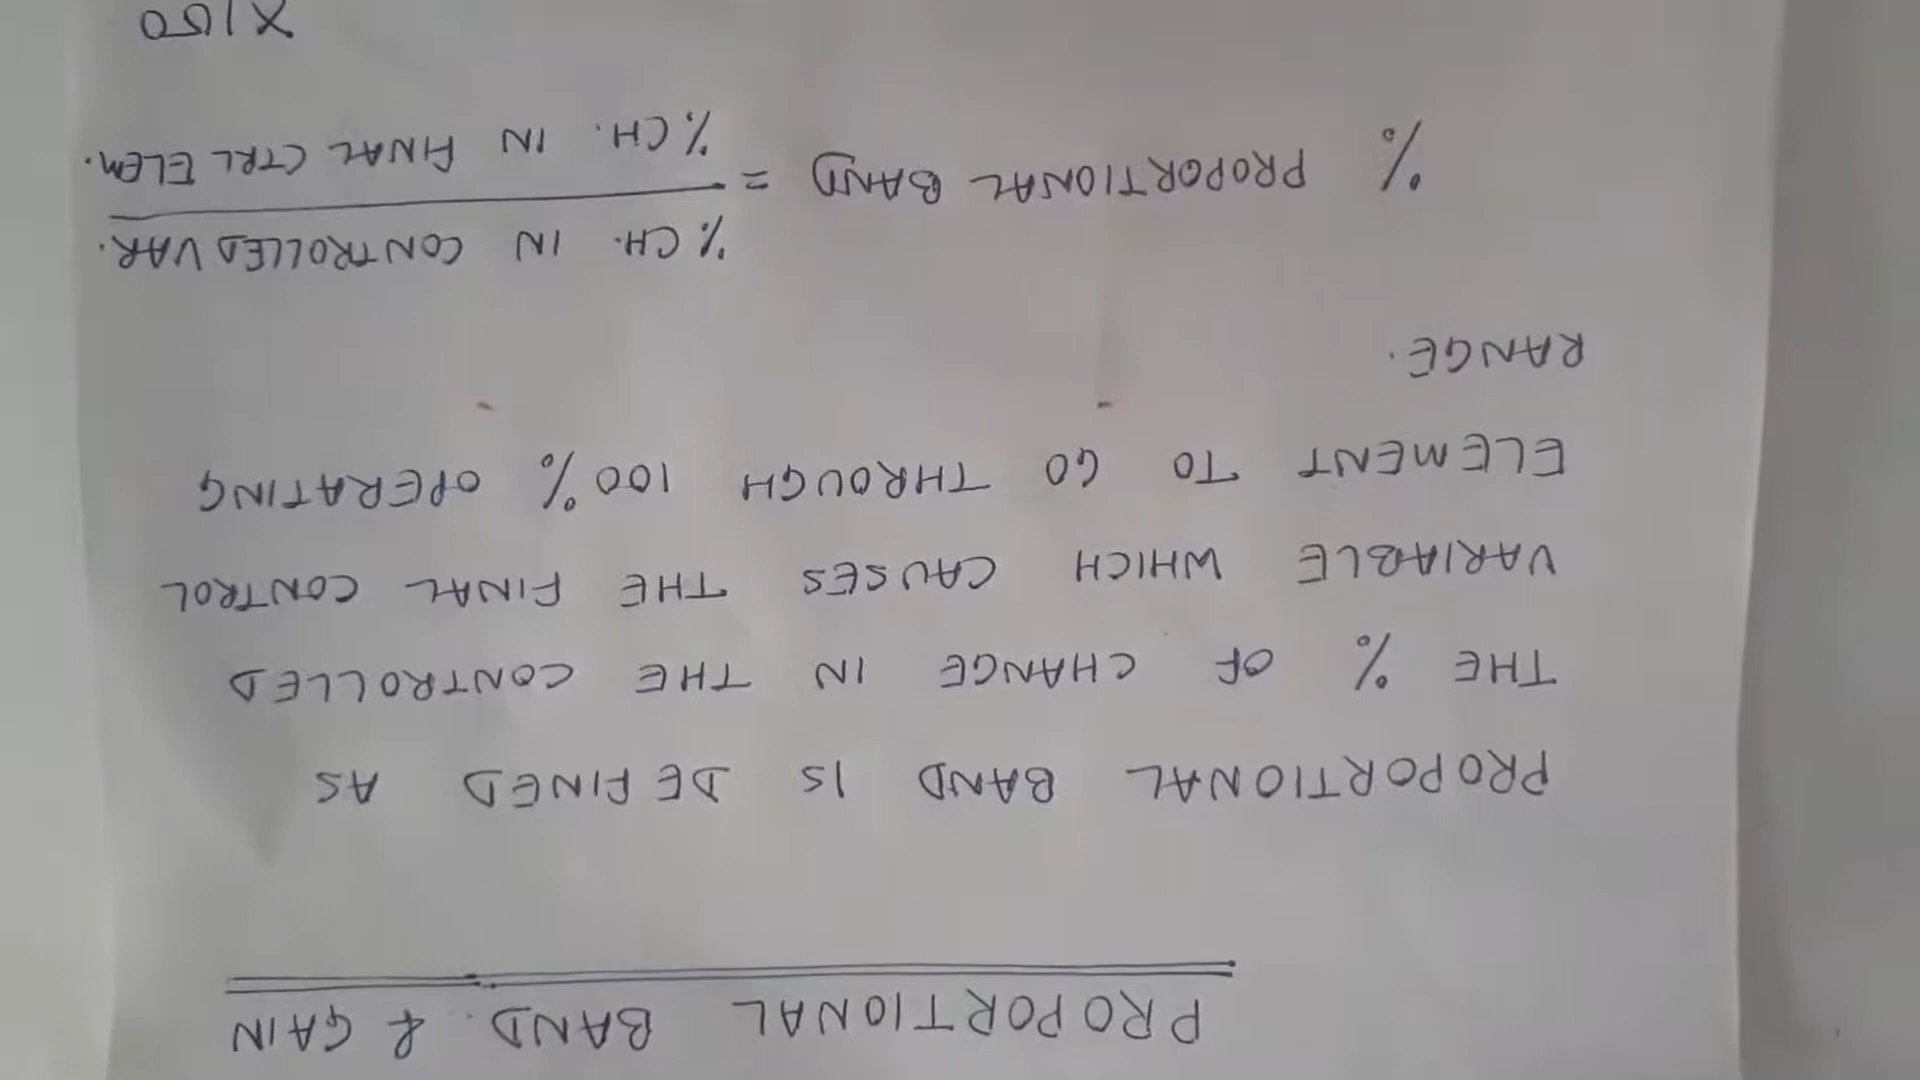 PROPORTIONAL BAND & GAIN
PROPORTIONAL BAND IS DEFINED AS
THE % OF CHANGE IN THE CONTROLLED
VARIABLE WHICH CAUSES THE FINAL CONTROL
ELEMENT TO GO THROUGH 100% OPERATING
RANGE.
% CH. IN CONTROLLED VAR.
% PROPORTIONAL BAND =
% CH. IN FINAL CTRL ELEM.
X100